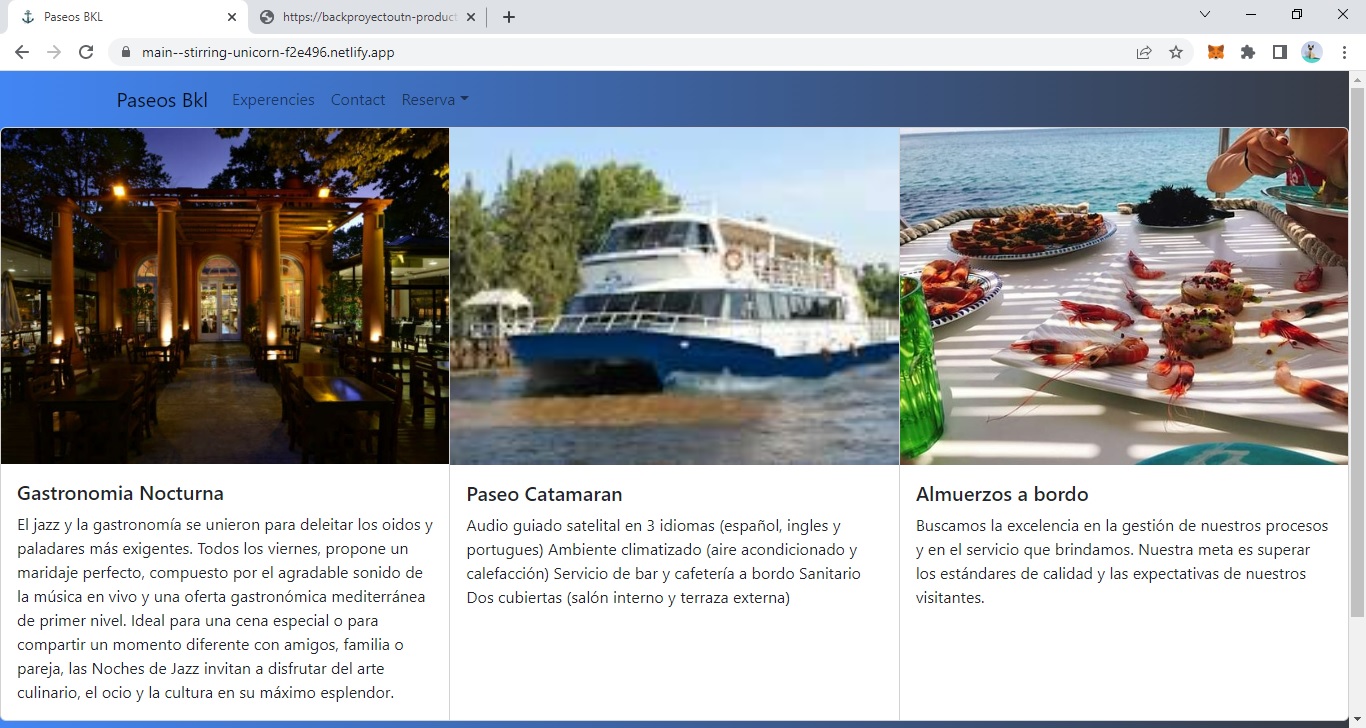 Paseos BKL
https://backproyectoutn-product
main--stirring-unicorn-f2e496.netlify.app
Paseos Bkl
Experencies
Contact
Reserva
Gastronomia Nocturna
El jazz y la gastronomía se unieron para deleitar los oidos y
paladares más exigentes. Todos los viernes, propone un
maridaje perfecto, compuesto por el agradable sonido de
la música en vivo y una oferta gastronómica mediterránea
de primer nivel. Ideal para una cena especial o para
compartir un momento diferente con amigos, familia o
pareja, las Noches de Jazz invitan a disfrutar del arte
culinario, el ocio y la cultura en su máximo esplendor.
Paseo Catamaran
Audio guiado satelital en 3 idiomas (español, ingles y
portugues) Ambiente climatizado (aire acondicionado y
calefacción) Servicio de bar y cafetería a bordo Sanitario
Dos cubiertas (salón interno y terraza externa)
Almuerzos a bordo
Buscamos la excelencia en la gestión de nuestros procesos
y en el servicio que brindamos. Nuestra meta es superar
los estándares de calidad y las expectativas de nuestros
visitantes.